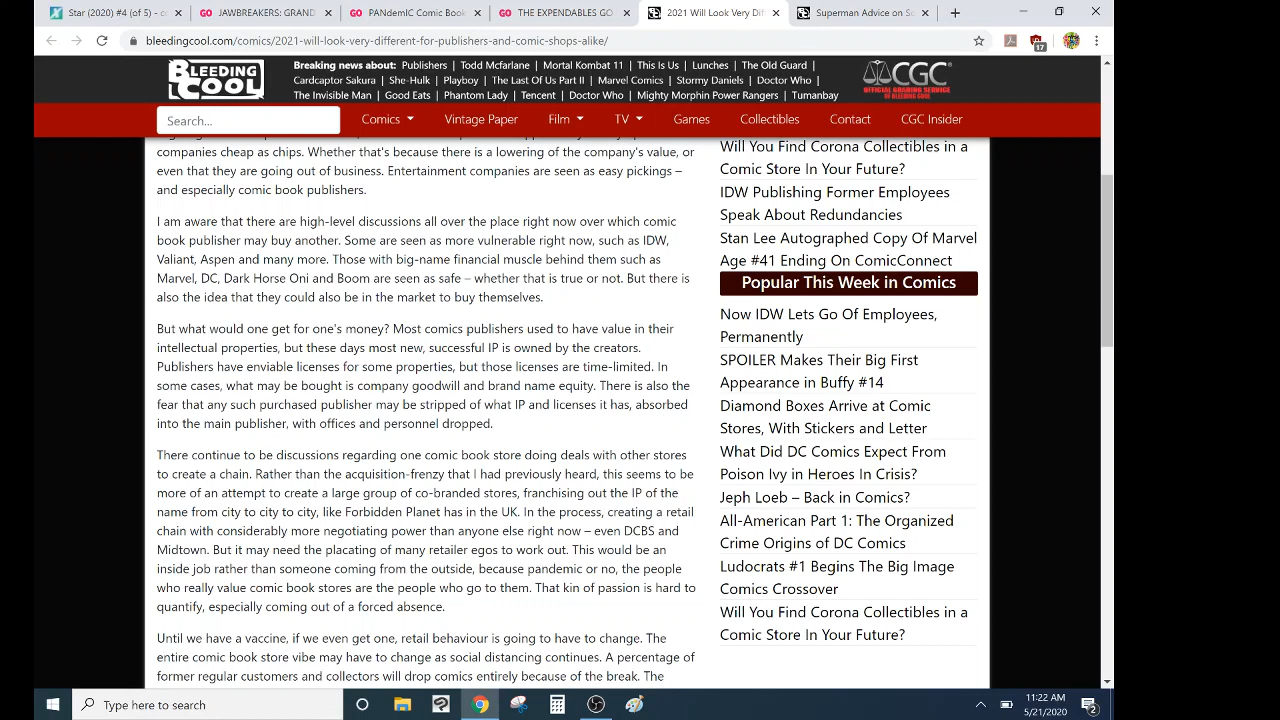 Star (2020) #4 (of 5) - co
JAWBREAKERS: GRAND
PANdemIC Comic Book
THE EXPENDABLES GO
2021 Will Look Very Dif
Superman Advice on Sc
bleedingcool.com/comics/2021-will-look-very-different-for-publishers-and-comic-shops-alike/
17
BLEEDING COOL
Breaking news about: Publishers | Todd Mcfarlane | Mortal Kombat 11 | This Is Us | Lunches | The Old Guard |
Cardcaptor Sakura | She-Hulk | Playboy | The Last Of Us Part II | Marvel Comics | Stormy Daniels | Doctor Who |
The Invisible Man | Good Eats | Phantom Lady | Tencent | Doctor Who | Mighty Morphin Power Rangers | Tumanbay
CGC
OFFICIAL GRADING SERVICE
OF BLEEDING COOL
Search...
Comics
Vintage Paper
Film
TV
Games
Collectibles
Contact
CGC Insider
companies cheap as chips. Whether that's because there is a lowering of the company's value, or
even that they are going out of business. Entertainment companies are seen as easy pickings –
and especially comic book publishers.
I am aware that there are high-level discussions all over the place right now over which comic
book publisher may buy another. Some are seen as more vulnerable right now, such as IDW,
Valiant, Aspen and many more. Those with big-name financial muscle behind them such as
Marvel, DC, Dark Horse Oni and Boom are seen as safe – whether that is true or not. But there is
also the idea that they could also be in the market to buy themselves.
But what would one get for one's money? Most comics publishers used to have value in their
intellectual properties, but these days most new, successful IP is owned by the creators.
Publishers have enviable licenses for some properties, but those licenses are time-limited. In
some cases, what may be bought is company goodwill and brand name equity. There is also the
fear that any such purchased publisher may be stripped of what IP and licenses it has, absorbed
into the main publisher, with offices and personnel dropped.
There continue to be discussions regarding one comic book store doing deals with other stores
to create a chain. Rather than the acquisition-frenzy that I had previously heard, this seems to be
more of an attempt to create a large group of co-branded stores, franchising out the IP of the
name from city to city to city, like Forbidden Planet has in the UK. In the process, creating a retail
chain with considerably more negotiating power than anyone else right now – even DCBS and
Midtown. But it may need the placating of many retailer egos to work out. This would be an
inside job rather than someone coming from the outside, because pandemic or no, the people
who really value comic book stores are the people who go to them. That kin of passion is hard to
quantify, especially coming out of a forced absence.
Until we have a vaccine, if we even get one, retail behaviour is going to have to change. The
entire comic book store vibe may have to change as social distancing continues. A percentage of
former regular customers and collectors will drop comics entirely because of the break. The
Will You Find Corona Collectibles in a
Comic Store In Your Future?
IDW Publishing Former Employees
Speak About Redundancies
Stan Lee Autographed Copy Of Marvel
Age #41 Ending On ComicConnect
Popular This Week in Comics
Now IDW Lets Go Of Employees,
Permanently
SPOILER Makes Their Big First
Appearance in Buffy #14
Diamond Boxes Arrive at Comic
Stores, With Stickers and Letter
What Did DC Comics Expect From
Poison Ivy in Heroes In Crisis?
Jeph Loeb – Back in Comics?
All-American Part 1: The Organized
Crime Origins of DC Comics
Ludocrats #1 Begins The Big Image
Comics Crossover
Will You Find Corona Collectibles in a
Comic Store In Your Future?
Type here to search
11:22 AM
5/21/2020
2